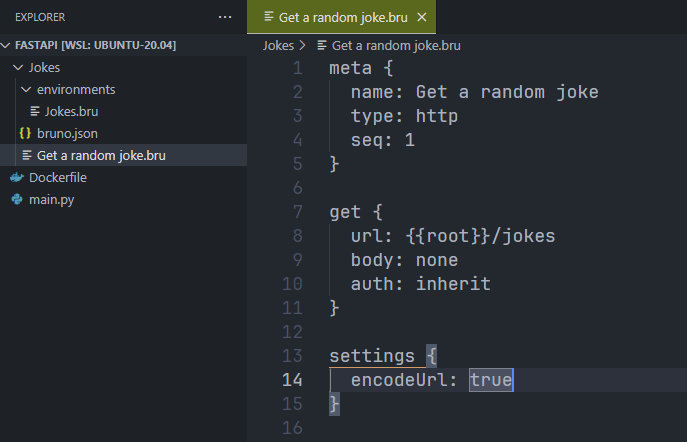 EXPLORER ...
FASTAPI [WSL: UBUNTU-20.04]
Jokes
environments
Jokes.bru
{} bruno.json
Get a random joke.bru
Dockerfile
main.py
Get a random joke.bru ×
Jokes > Get a random joke.bru
1 meta {
2 name: Get a random joke
3 type: http
4 seq: 1
5 }
6
7 get {
8 url: {{root}}/jokes
9 body: none
10 auth: inherit
11 }
12
13 settings {
14 encodeUrl: true
15 }
16